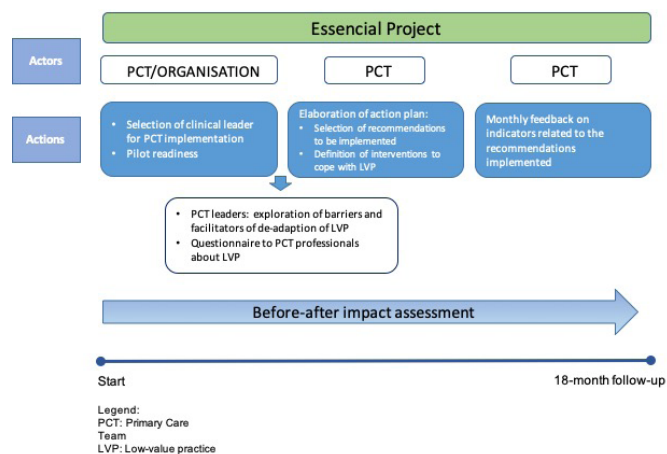 Essencial Project
Actors
PCT/ORGANISATION
PCT
PCT
Actions
• Selection of clinical leader
for PCT implementation
• Pilot readiness
Elaboration of action plan:
• Selection of recommendations
to be implemented
• Definition of interventions to
cope with LVP
Monthly feedback on
indicators related to the
recommendations
implemented
• PCT leaders: exploration of barriers and
facilitators of de-adaption of LVP
• Questionnaire to PCT professionals
about LVP
Before-after impact assessment
Start
18-month follow-up
Legend:
PCT: Primary Care
Team
LVP: Low-value practice